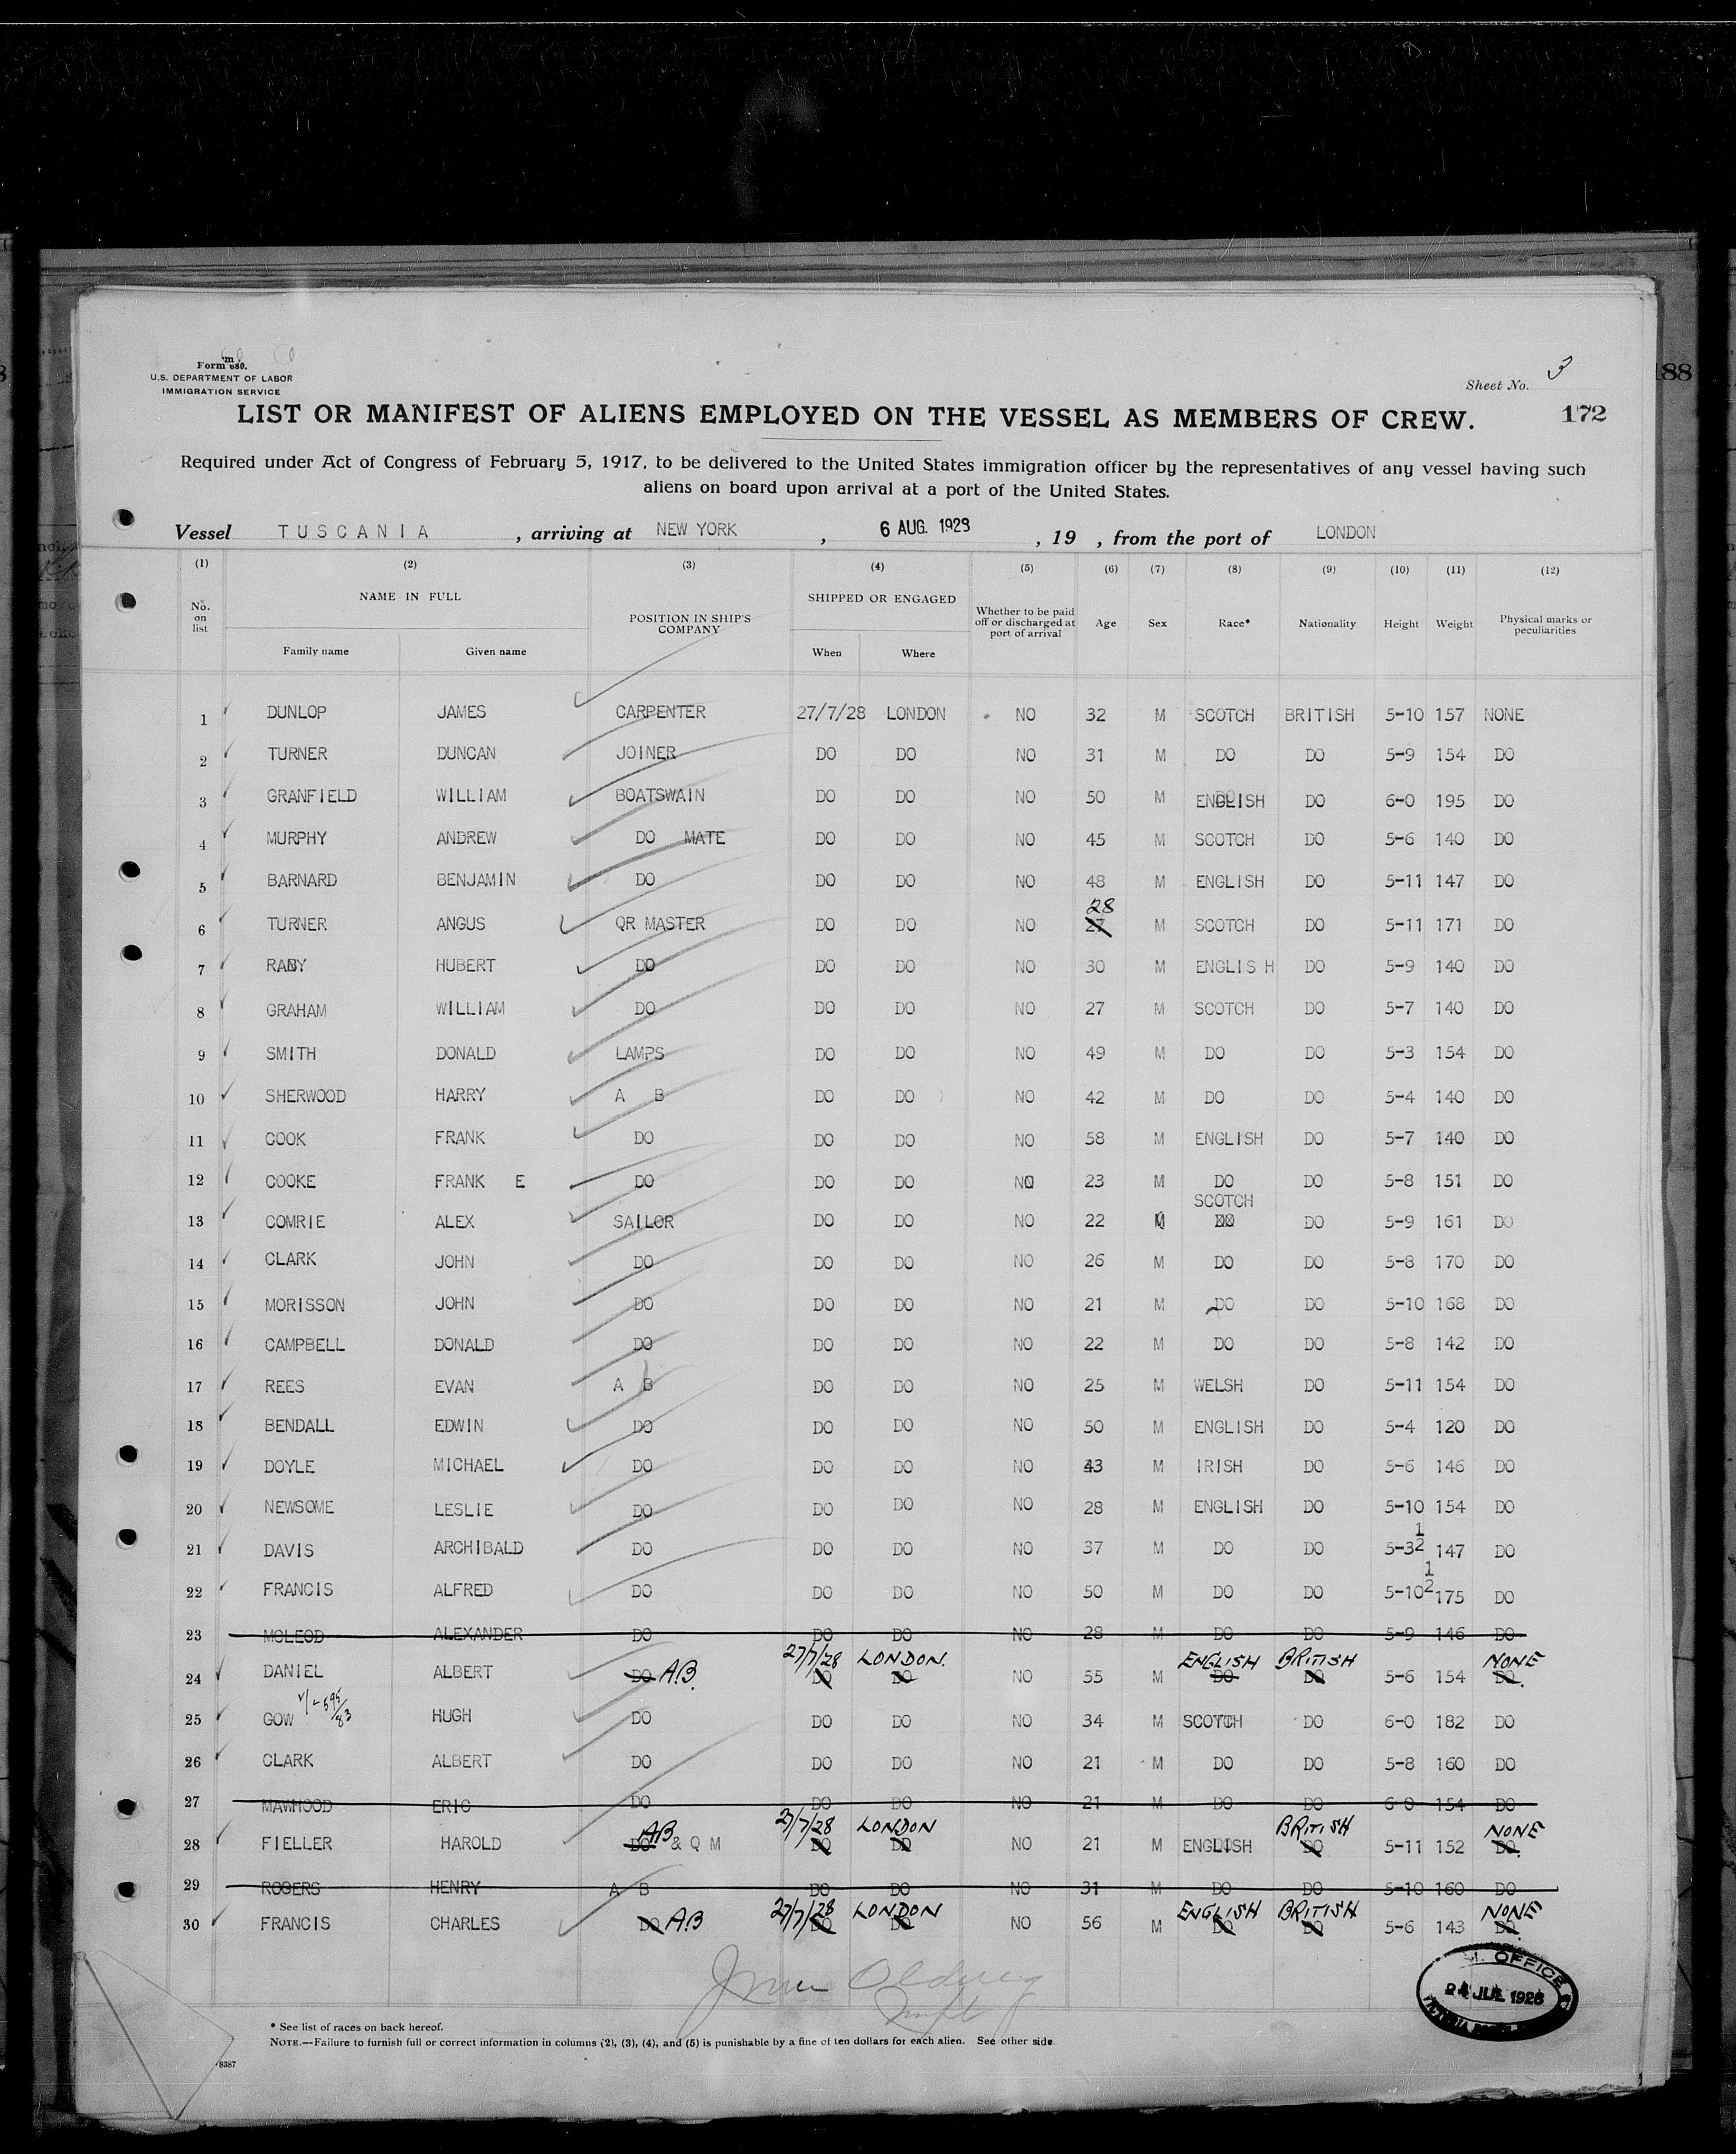 Form 689.
U.S. DEPARTMENT OF LABOR
IMMIGRATION SERVICE
Sheet No. 3
188
LIST OR MANIFEST OF ALIENS EMPLOYED ON THE VESSEL AS MEMBERS OF CREW.
172
Required under Act of Congress of February 5, 1917, to be delivered to the United States immigration officer by the representatives of any vessel having such
aliens on board upon arrival at a port of the United States.
Vessel TUSCANIA , arriving at NEW YORK , 6 AUG. 1928 , 19 , from the port of LONDON
(1) (2) (3) (4) (5) (6) (7) (8) (9) (10) (11) (12)
No. on list NAME IN FULL POSITION IN SHIP'S COMPANY SHIPPED OR ENGAGED Whether to be paid off or discharged at port of arrival Age Sex Race* Nationality Height Weight Physical marks or peculiarities
Family name Given name When Where
1 DUNLOP JAMES CARPENTER 27/7/28 LONDON NO 32 M SCOTCH BRITISH 5-10 157 NONE
2 TURNER DUNCAN JOINER DO DO NO 31 M DO DO 5-9 154 DO
3 GRANFIELD WILLIAM BOATSWAIN DO DO NO 50 M ENGLISH DO 6-0 195 DO
4 MURPHY ANDREW DO MATE DO DO NO 45 M SCOTCH DO 5-6 140 DO
5 BARNARD BENJAMIN DO DO DO NO 48 M ENGLISH DO 5-11 147 DO
28
6 TURNER ANGUS QR MASTER DO DO NO 27 M SCOTCH DO 5-11 171 DO
7 RABY HUBERT DO DO DO NO 30 M ENGLIS H DO 5-9 140 DO
8 GRAHAM WILLIAM DO DO DO NO 27 M SCOTCH DO 5-7 140 DO
9 SMITH DONALD LAMPS DO DO NO 49 M DO DO 5-3 154 DO
10 SHERWOOD HARRY A B DO DO NO 42 M DO DO 5-4 140 DO
11 COOK FRANK DO DO DO NO 58 M ENGLISH DO 5-7 140 DO
12 COOKE FRANK E DO DO DO NO 23 M DO DO 5-8 151 DO
SCOTCH
13 COMRIE ALEX SAILOR DO DO NO 22 M DO DO 5-9 161 DO
14 CLARK JOHN DO DO DO NO 26 M DO DO 5-8 170 DO
15 MORISSON JOHN DO DO DO NO 21 M DO DO 5-10 168 DO
16 CAMPBELL DONALD DO DO DO NO 22 M DO DO 5-8 142 DO
17 REES EVAN A B DO DO NO 25 M WELSH DO 5-11 154 DO
18 BENDALL EDWIN DO DO DO NO 50 M ENGLISH DO 5-4 120 DO
19 DOYLE MICHAEL DO DO DO NO 43 M IRISH DO 5-6 146 DO
20 NEWSOME LESLIE DO DO DO NO 28 M ENGLISH DO 5-10 154 DO
21 DAVIS ARCHIBALD DO DO DO NO 37 M DO DO 5-3 1/2 147 DO
22 FRANCIS ALFRED DO DO DO NO 50 M DO DO 5-10 1/2 175 DO
23 MCLEOD ALEXANDER DO DO DO NO 28 M DO DO 5-9 146 DO
27/7/28 LONDON. ENGLISH BRITISH NONE
24 DANIEL ALBERT DO A.B. DO DO NO 55 M DO DO 5-6 154 DO
25 GOW HUGH DO DO DO NO 34 M SCOTCH DO 6-0 182 DO
26 CLARK ALBERT DO DO DO NO 21 M DO DO 5-8 160 DO
27 MAWHOOD ERIC DO DO DO NO 21 M DO DO 6-0 154 DO
AB 27/7/28 LONDON BRITISH NONE
28 FIELLER HAROLD DO & Q M DO DO NO 21 M ENGLISH DO 5-11 152 DO
29 ROGERS HENRY A B DO DO NO 31 M DO DO 5-10 160 DO
27/7/28 LONDON ENGLISH BRITISH NONE
30 FRANCIS CHARLES DO AB DO DO NO 56 M DO DO 5-6 143 DO
OFFICE
24 JUL 1928
* See list of races on back hereof.
NOTE.—Failure to furnish full or correct information in columns (2), (3), (4), and (5) is punishable by a fine of ten dollars for each alien. See other side.
8387